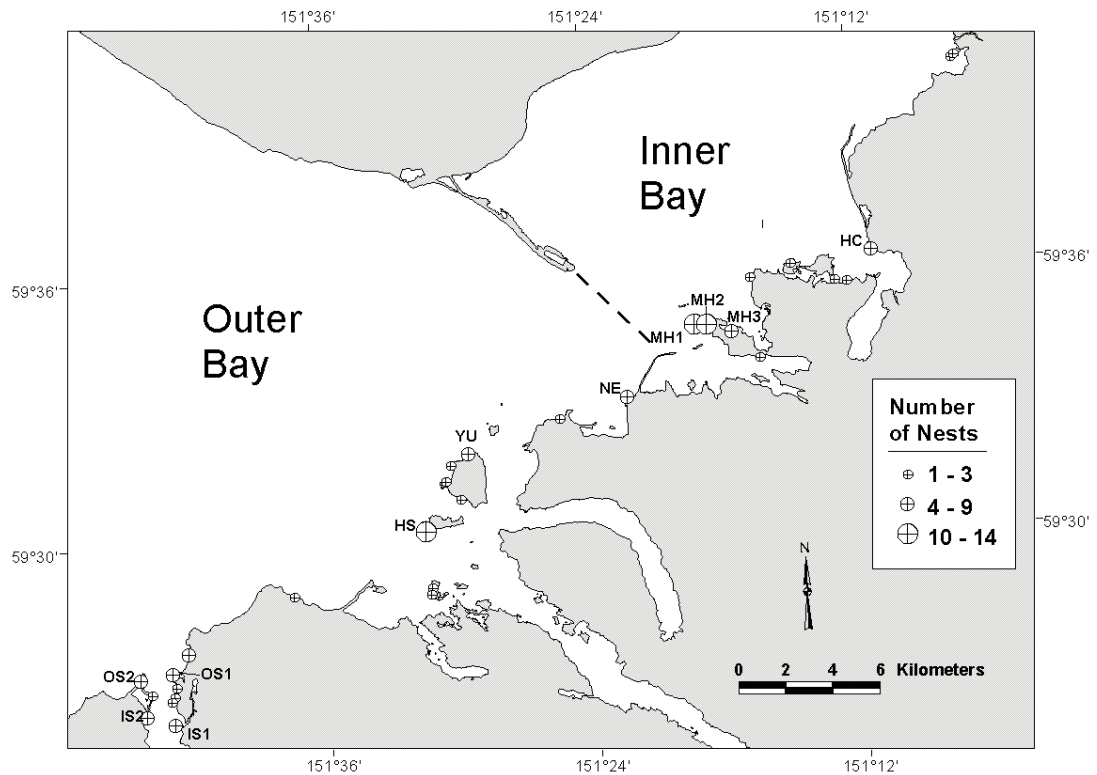 151°36' 151°24' 151°12'
Inner
Bay
HC
59°36'
59°36'
MH2
Outer
Bay
MH3
MH1
NE
Number
of Nests
YU
1 - 3
4 - 9
HS
59°30'
10 - 14
N
59°30'
OS2 OS1
0 2 4 6 Kilometers
IS2
IS1
151°36' 151°24' 151°12'